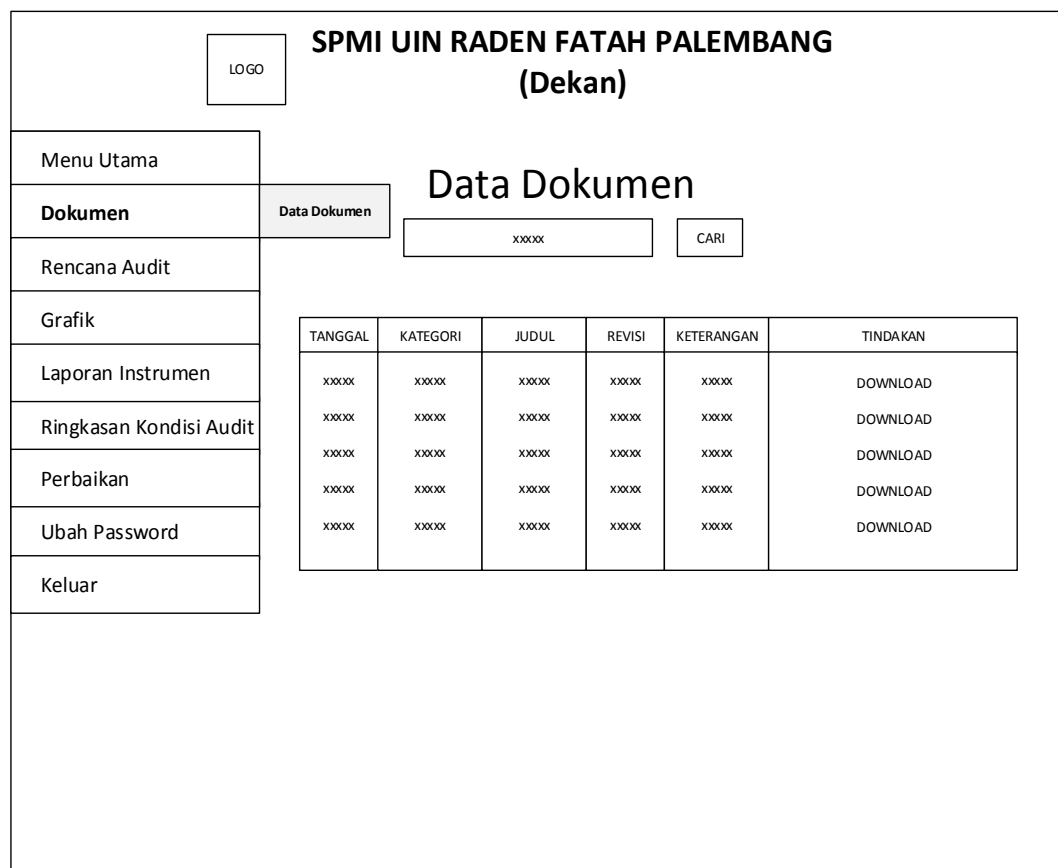 LOGO
SPMI UIN RADEN FATAH PALEMBANG
(Dekan)
Menu Utama
Dokumen
Data Dokumen
Rencana Audit
Grafik
Laporan Instrumen
Ringkasan Kondisi Audit
Perbaikan
Ubah Password
Keluar
Data Dokumen
xxxxx CARI
TANGGAL KATEGORI JUDUL REVISI KETERANGAN TINDAKAN
xxxxx xxxxx xxxxx xxxxx xxxxx DOWNLOAD
xxxxx xxxxx xxxxx xxxxx xxxxx DOWNLOAD
xxxxx xxxxx xxxxx xxxxx xxxxx DOWNLOAD
xxxxx xxxxx xxxxx xxxxx xxxxx DOWNLOAD
xxxxx xxxxx xxxxx xxxxx xxxxx DOWNLOAD